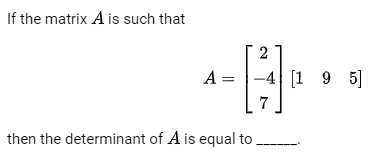 If the matrix A is such that
A = [2 -4 7] [1 9 5]
then the determinant of A is equal to ______.